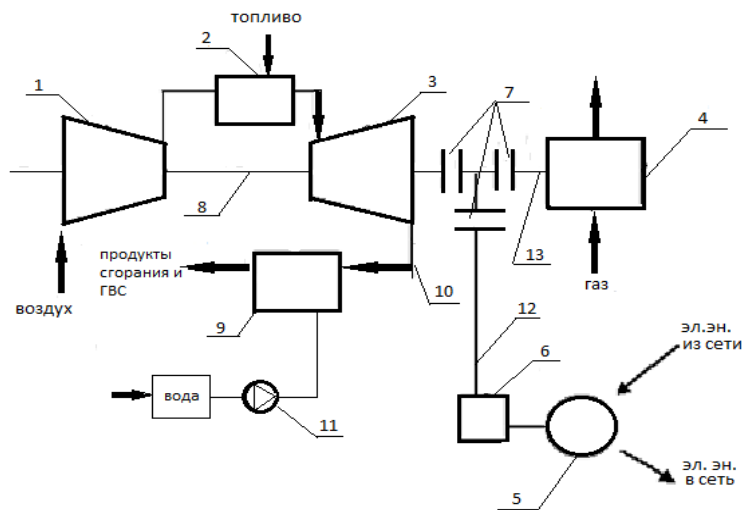 топливо
2
1
3
7
4
8
13
продукты
сгорания и
ГВС
10
газ
воздух
9
12
эл.эн.
из сети
6
вода
11
эл. эн.
в сеть
5